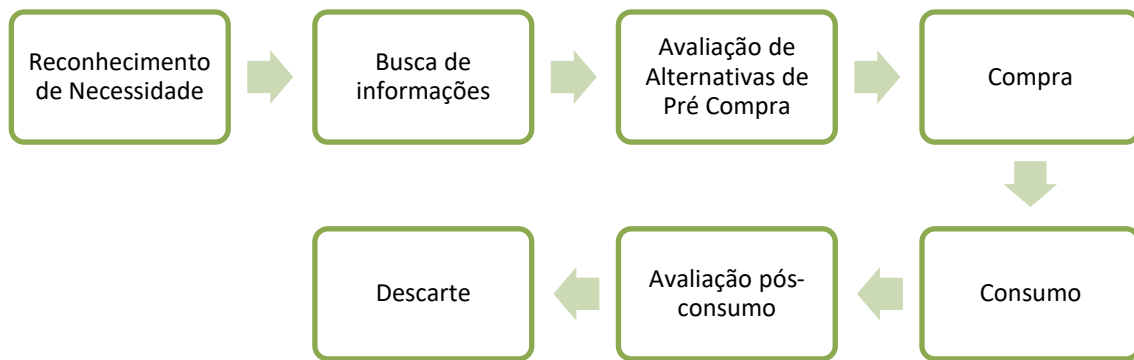 Reconhecimento
de Necessidade
Busca de
informações
Avaliação de
Alternativas de
Pré Compra
Compra
Descarte
Avaliação pós-
consumo
Consumo